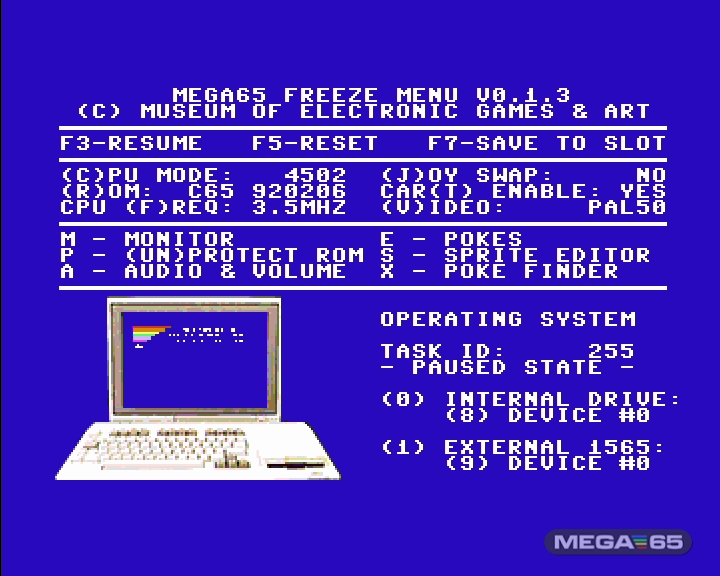 MEGA65 FREEZE MENU V0.1.3
(C) MUSEUM OF ELECTRONIC GAMES & ART
F3-RESUME F5-RESET F7-SAVE TO SLOT
(C)PU MODE: 4502 (J)OY SWAP: NO
(R)OM: C65 920206 CAR(T) ENABLE: YES
CPU (F)REQ: 3.5MHZ (V)IDEO: PAL50
M - MONITOR E - POKES
P - (UN)PROTECT ROM S - SPRITE EDITOR
A - AUDIO & VOLUME X - POKE FINDER
OPERATING SYSTEM
TASK ID: 255
- PAUSED STATE -
(0) INTERNAL DRIVE:
(8) DEVICE #0
(1) EXTERNAL 1565:
(9) DEVICE #0
MEGA65